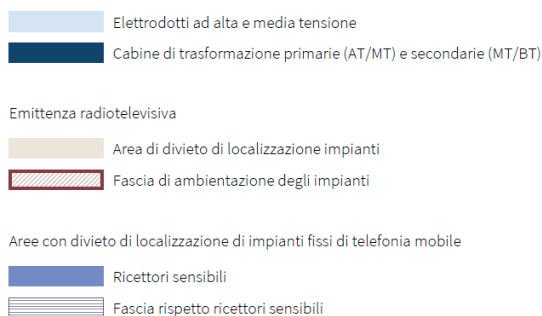 Elettrodotti ad alta e media tensione
Cabine di trasformazione primarie (AT/MT) e secondarie (MT/BT)
Emittenza radiotelevisiva
Area di divieto di localizzazione impianti
Fascia di ambientazione degli impianti
Aree con divieto di localizzazione di impianti fissi di telefonia mobile
Ricettori sensibili
Fascia rispetto ricettori sensibili